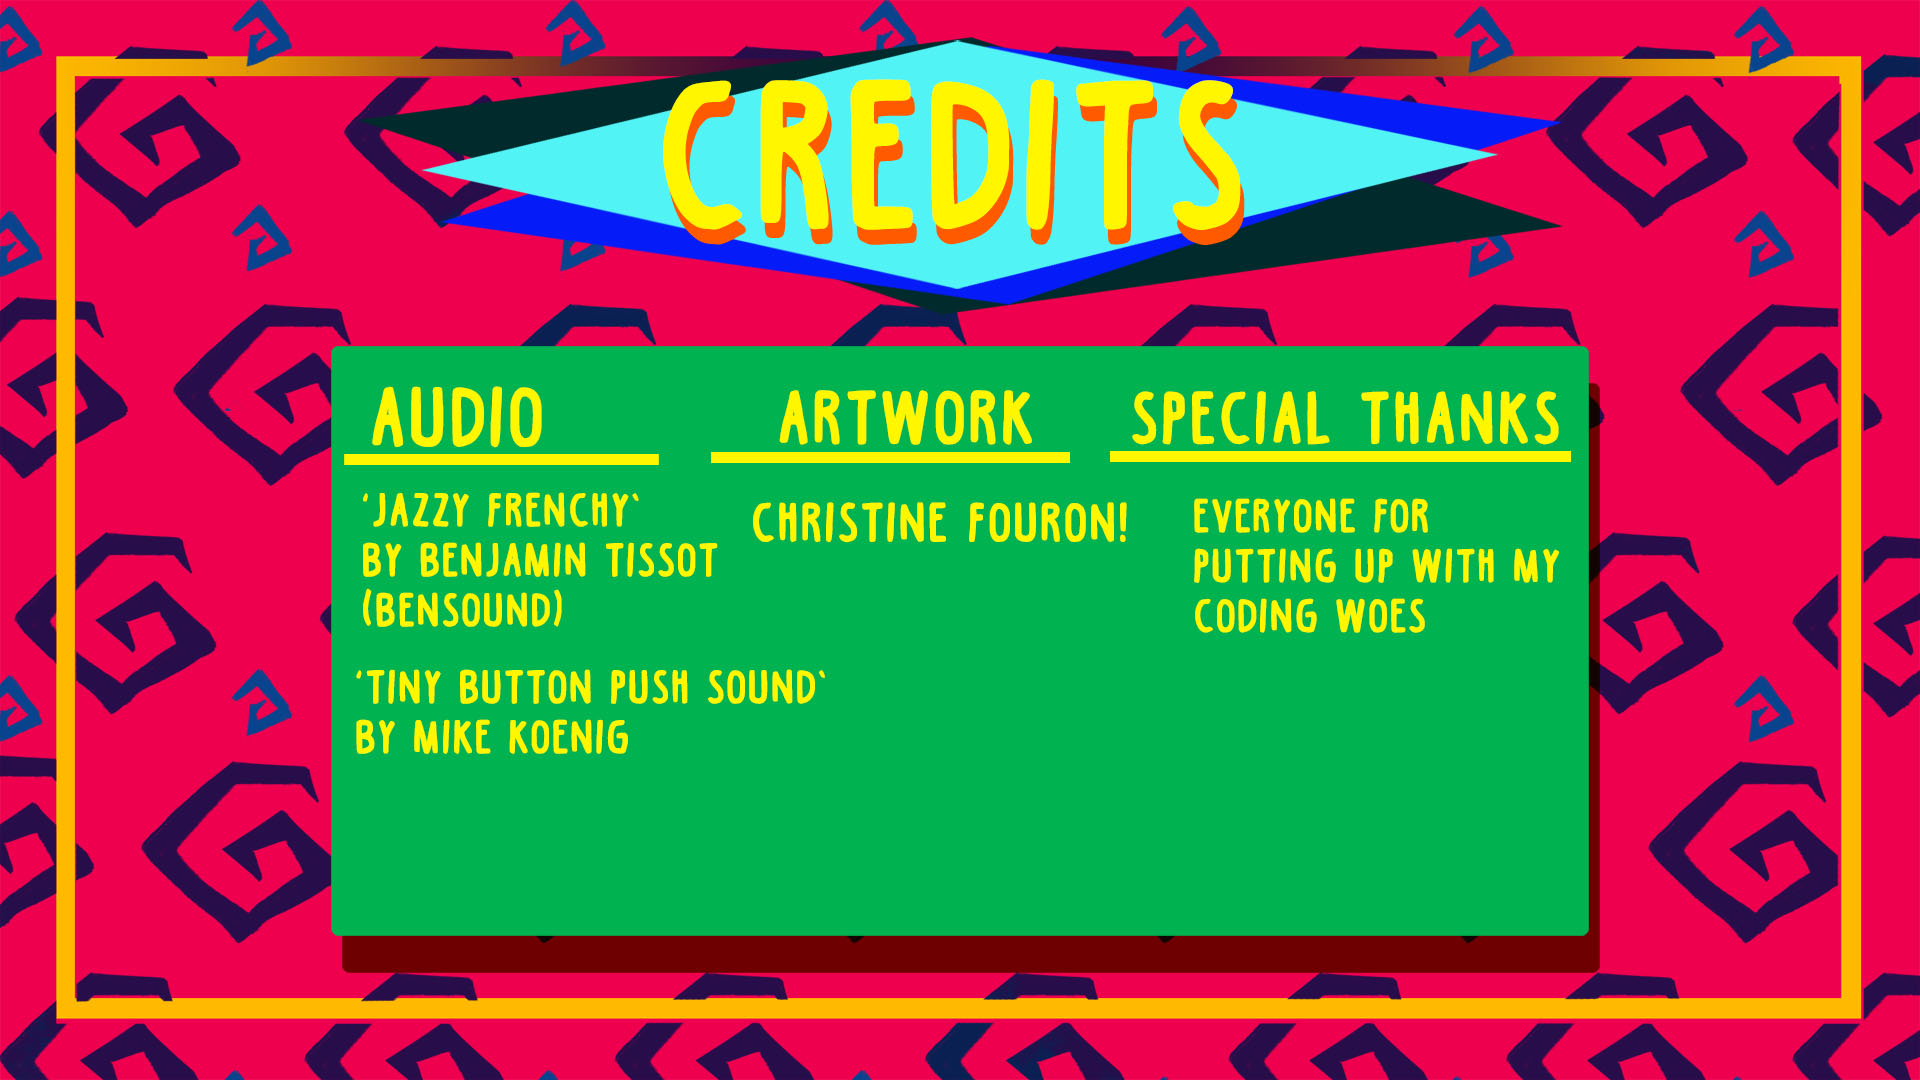 CREDITS
AUDIO
'JAZZY FRENCHY`
BY BENJAMIN TISSOT
(BENSOUND)
'TINY BUTTON PUSH SOUND`
BY MIKE KOENIG
ARTWORK
CHRISTINE FOURON!
SPECIAL THANKS
EVERYONE FOR
PUTTING UP WITH MY
CODING WOES